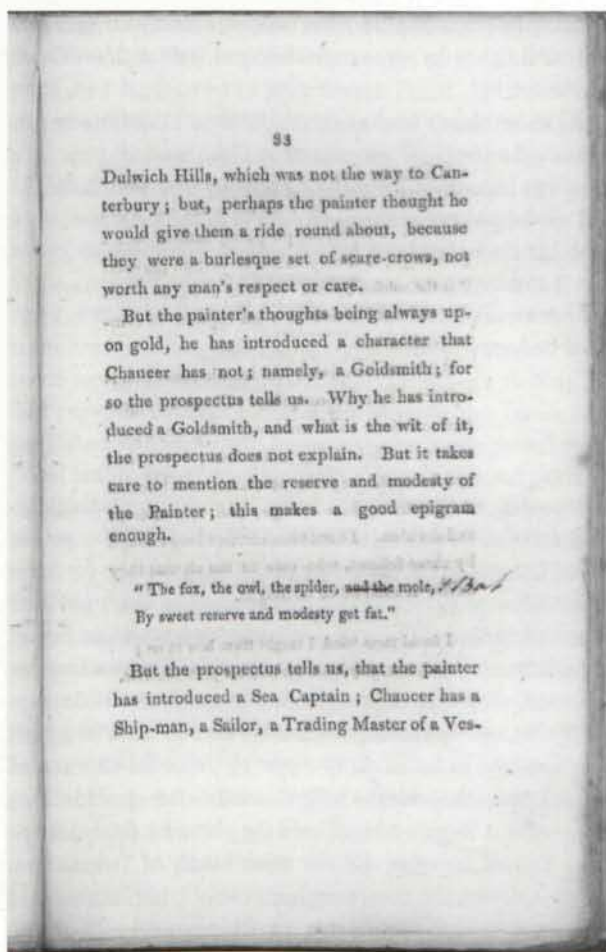 33
Dulwich Hills, which was not the way to Can-
terbury; but, perhaps the painter thought he
would give them a ride round about, because
they were a burlesque set of scare-crows, not
worth any man's respect or care.
But the painter's thoughts being always up-
on gold, he has introduced a character that
Chaucer has not; namely, a Goldsmith; for
so the prospectus tells us. Why he has intro-
duced a Goldsmith, and what is the wit of it,
the prospectus does not explain. But it takes
care to mention the reserve and modesty of
the Painter; this makes a good epigram
enough.
"The fox, the owl, the spider, and the mole,
By sweet reserve and modesty get fat."
But the prospectus tells us, that the painter
has introduced a Sea Captain; Chaucer has a
Ship-man, a Sailor, a Trading Master of a Ves-